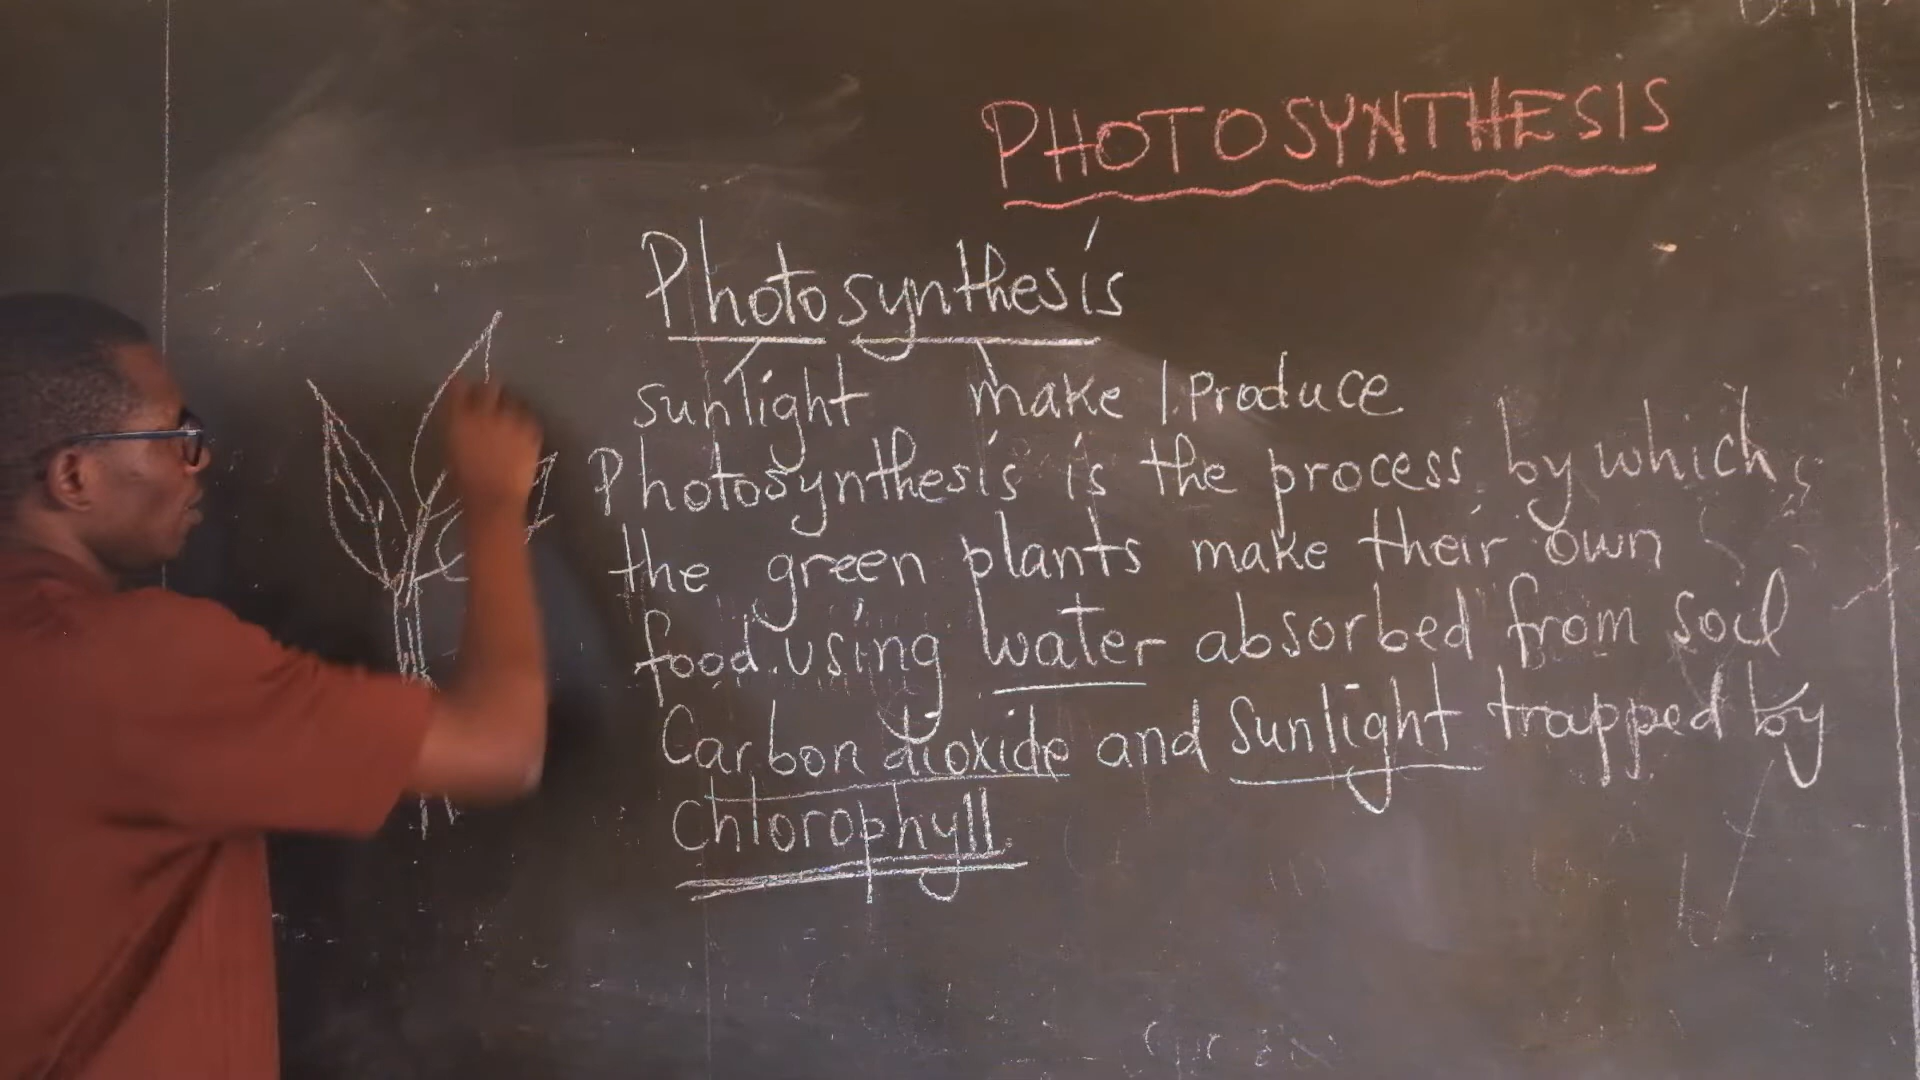 PHOTOSYNTHESIS
Photosynthesis
sunlight make /. Produce
Photosynthesis is the process by which
the green plants make their own
food. using water absorbed from soil
Carbon dioxide and Sunlight trapped by
Chlorophyll.